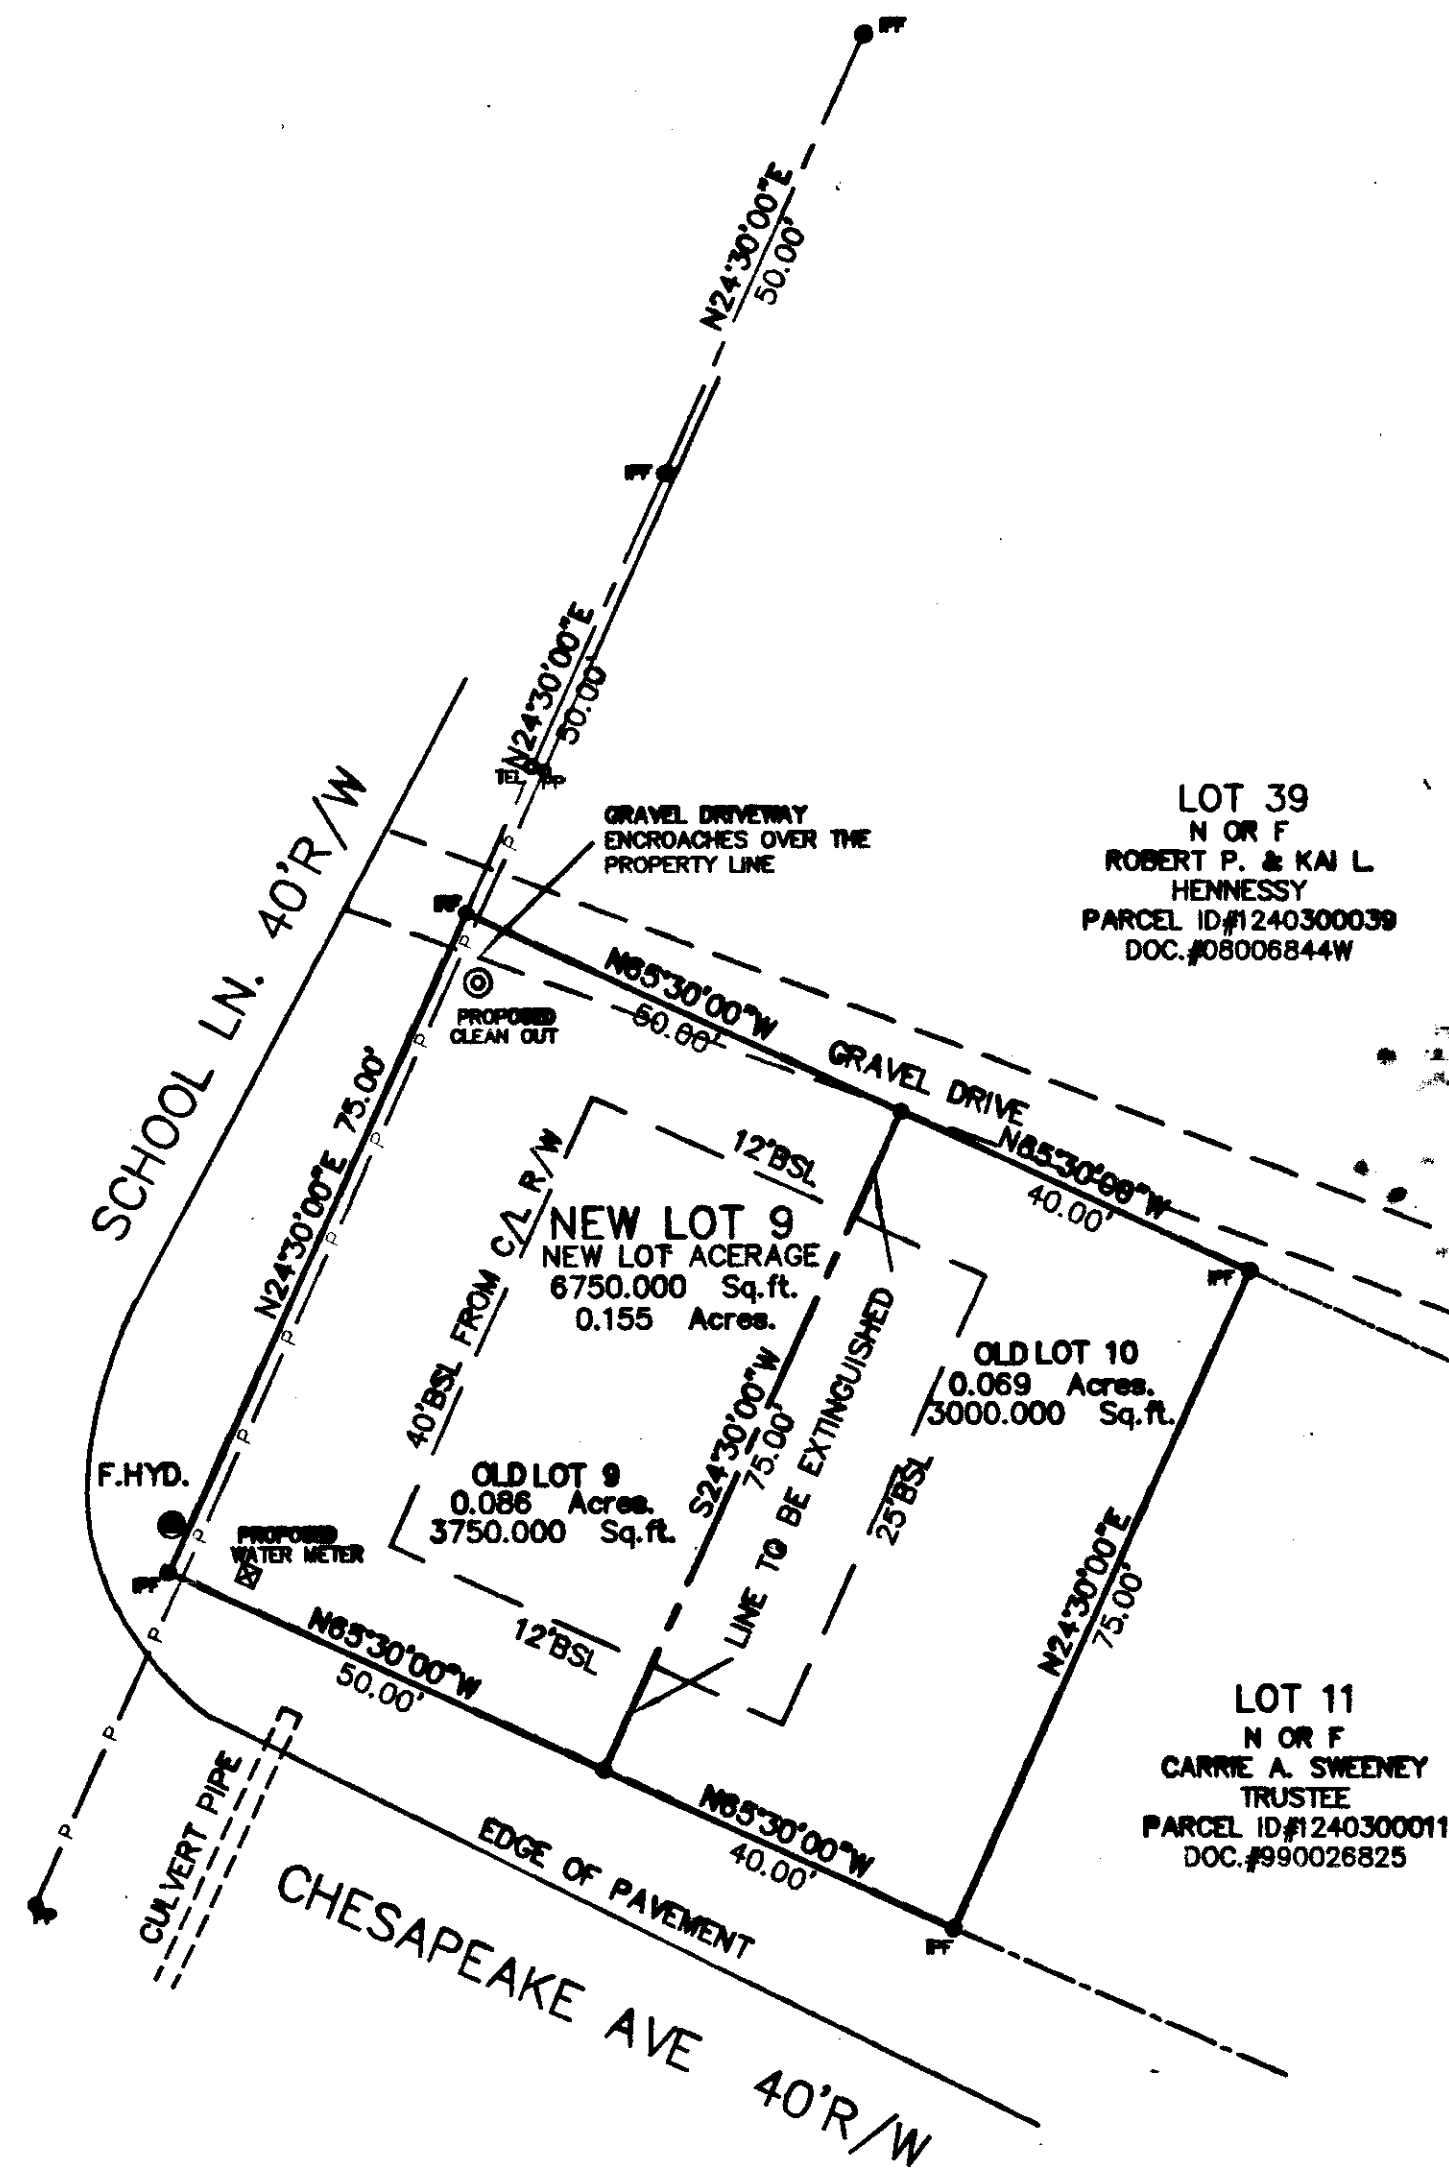 IPF
N24°30'00"E
50.00'
IPF
N24°30'00"E
50.00'
TEL
PP
GRAVEL DRIVEWAY
ENCROACHES OVER THE
PROPERTY LINE
LOT 39
N OR F
ROBERT P. & KAI L.
HENNESSY
PARCEL ID#1240300039
DOC.#08006844W
SCHOOL LN. 40'R/W
IPF
P
P
N65°30'00"W
50.00'
PROPOSED
CLEAN OUT
P
GRAVEL DRIVE
N65°30'00"W
40.00'
N24°30'00"E 75.00'
P
P
P
P
P
P
12'BSL
40'BSL FROM C/L R/W
NEW LOT 9
NEW LOT ACERAGE
6750.000 Sq.ft.
0.155 Acres.
IPF
S24°30'00"W
75.00'
LINE TO BE EXTINGUISHED
OLD LOT 10
0.069 Acres.
3000.000 Sq.ft.
25'BSL
F.HYD.
OLD LOT 9
0.086 Acres.
3750.000 Sq.ft.
PROPOSED
WATER METER
IPF
P
N24°30'00"E
75.00'
12'BSL
N65°30'00"W
50.00'
LOT 11
N OR F
CARRIE A. SWEENEY
TRUSTEE
PARCEL ID#1240300011
DOC.#990026825
P
P
PP
CULVERT PIPE
N65°30'00"W
40.00'
EDGE OF PAVEMENT
IPF
CHESAPEAKE AVE 40'R/W